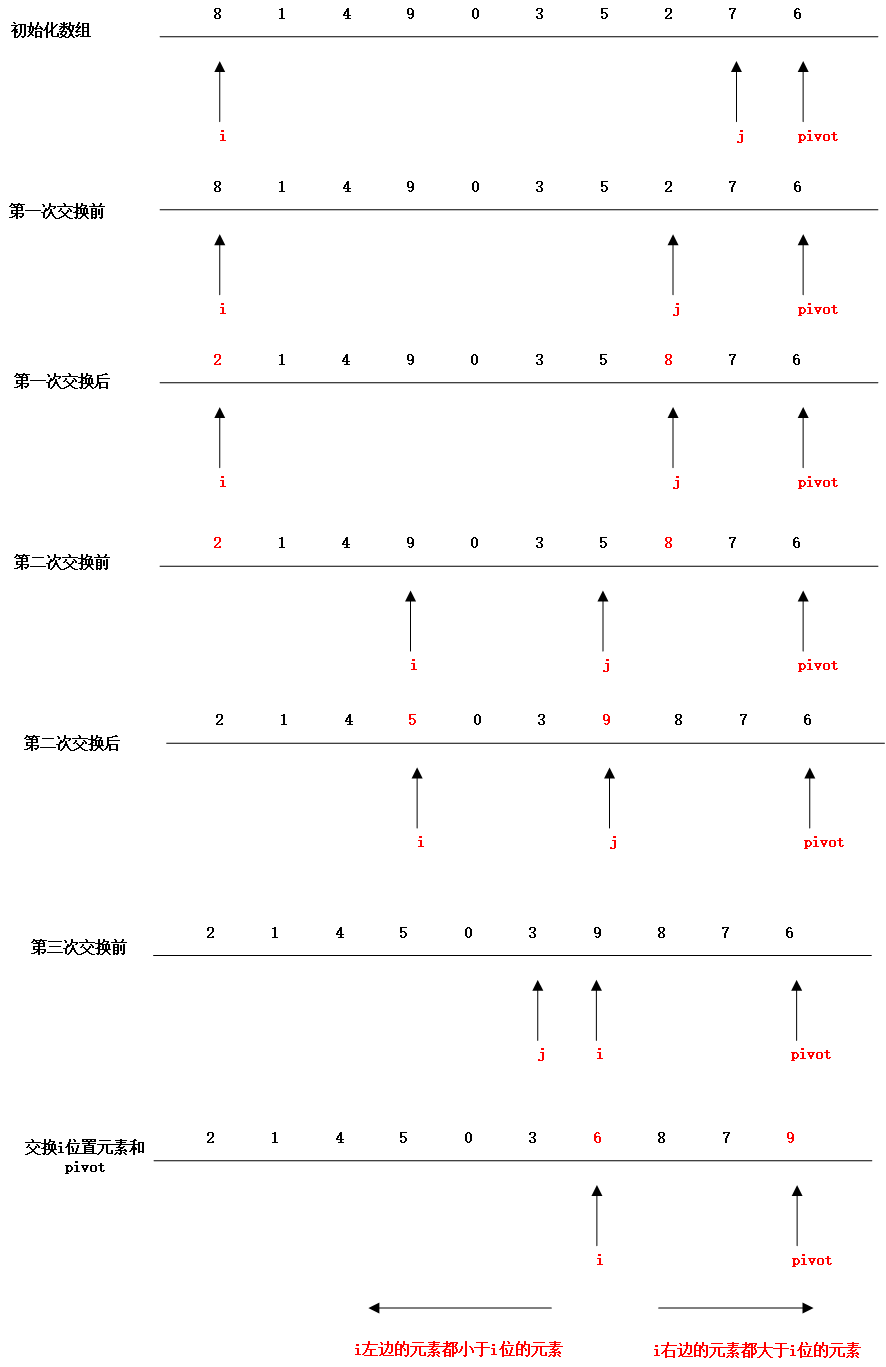 8 1 4 9 0 3 5 2 7 6
初始化数组
i j pivot
8 1 4 9 0 3 5 2 7 6
第一次交换前
i j pivot
2 1 4 9 0 3 5 8 7 6
第一次交换后
i j pivot
2 1 4 9 0 3 5 8 7 6
第二次交换前
i j pivot
2 1 4 5 0 3 9 8 7 6
第二次交换后
i j pivot
2 1 4 5 0 3 9 8 7 6
第三次交换前
j i pivot
2 1 4 5 0 3 6 8 7 9
交换i位置元素和
pivot
i pivot
i左边的元素都小于i位的元素 i右边的元素都大于i位的元素